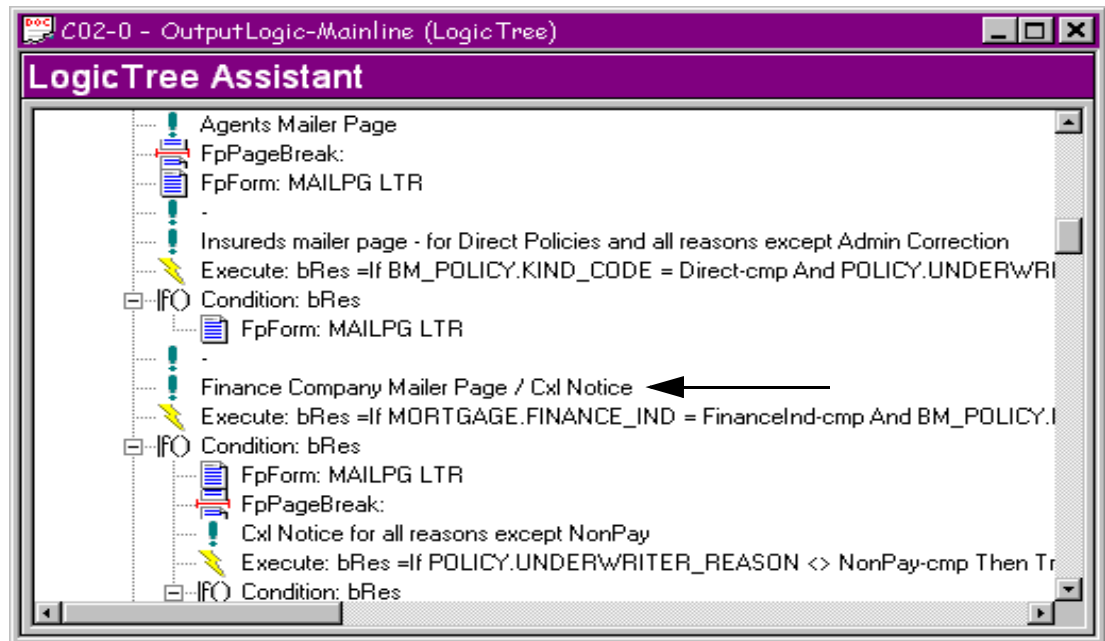 C02-0 - OutputLogic-Mainline (LogicTree)
LogicTree Assistant
Agents Mailer Page
FpPageBreak:
FpForm: MAILPG LTR
-
Insureds mailer page - for Direct Policies and all reasons except Admin Correction
Execute: bRes =If BM_POLICY.KIND_CODE = Direct-cmp And POLICY.UNDERWRI
If() Condition: bRes
FpForm: MAILPG LTR
-
Finance Company Mailer Page / Cxl Notice
Execute: bRes =If MORTGAGE.FINANCE_IND = FinanceInd-cmp And BM_POLICY.
If() Condition: bRes
FpForm: MAILPG LTR
FpPageBreak:
Cxl Notice for all reasons except NonPay
Execute: bRes =If POLICY.UNDERWRITER_REASON <> NonPay-cmp Then Tr
If() Condition: bRes